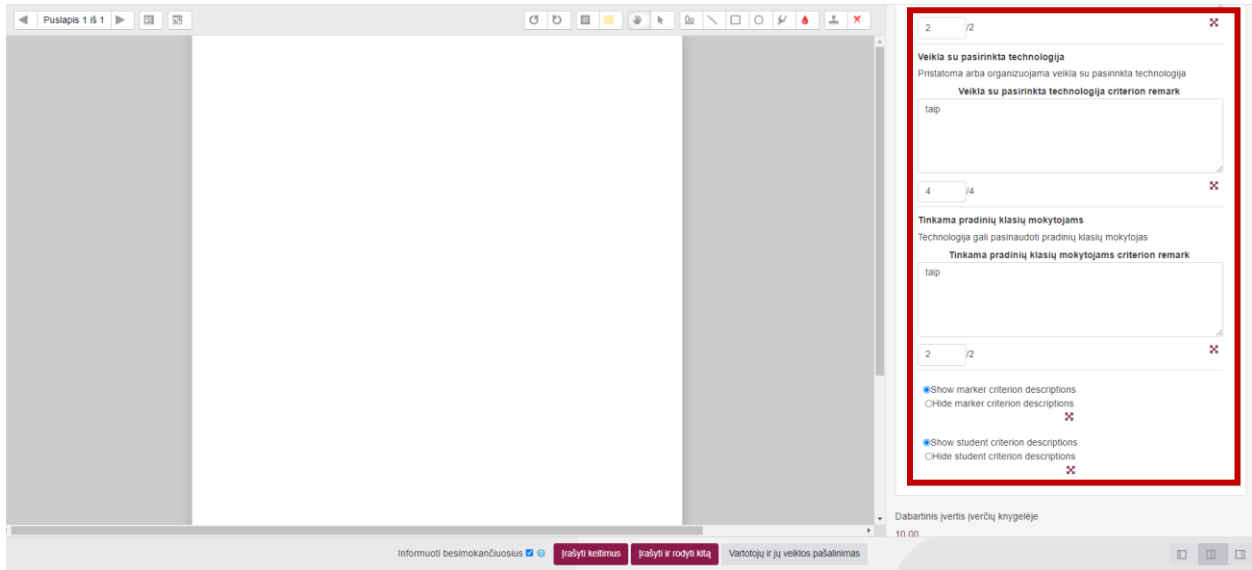 Puslapis 1 iš 1
2 /2
Veikla su pasirinkta technologija
Pristatoma arba organizuojama veikla su pasirinkta technologija
Veikla su pasirinkta technologija criterion remark
taip
4 /4
Tinkama pradinių klasių mokytojams
Technologija gali pasinaudoti pradinių klasių mokytojas
Tinkama pradinių klasių mokytojams criterion remark
taip
2 /2
Show marker criterion descriptions
Hide marker criterion descriptions
Show student criterion descriptions
Hide student criterion descriptions
Dabartinis įvertis įverčių knygelėje
10,00
Informuoti besimokančiuosius
Įrašyti keitimus
Įrašyti ir rodyti kitą
Vartotojų ir jų veiklos pašalinimas